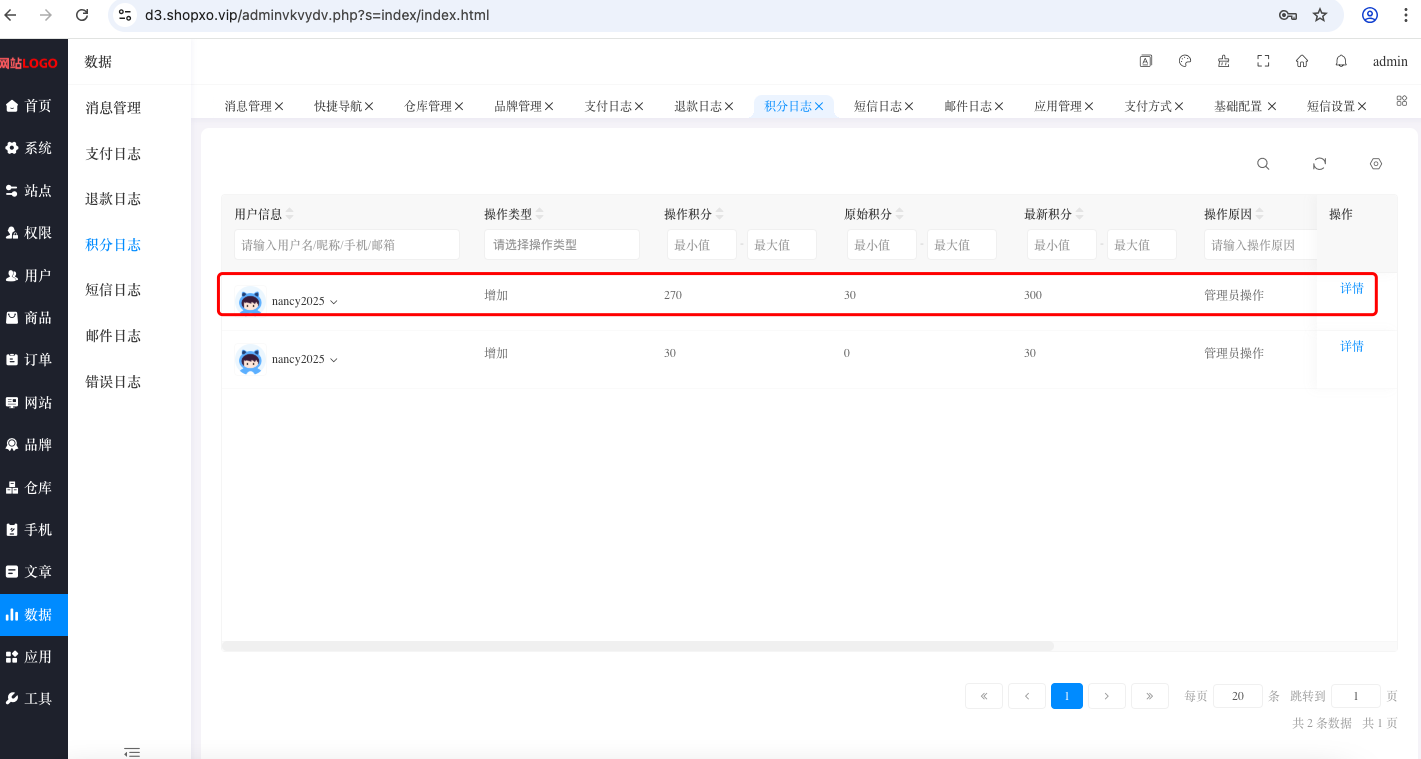 d3.shopxo.vip/adminvkvydv.php?s=index/index.html
网站LOGO
首页
系统
站点
权限
用户
商品
订单
网站
品牌
仓库
手机
文章
数据
应用
工具
数据
消息管理
支付日志
退款日志
积分日志
短信日志
邮件日志
错误日志
admin
消息管理 快捷导航 仓库管理 品牌管理 支付日志 退款日志 积分日志 短信日志 邮件日志 应用管理 支付方式 基础配置 短信设置
用户信息 操作类型 操作积分 原始积分 最新积分 操作原因 操作
请输入用户名/昵称/手机/邮箱 请选择操作类型 最小值 - 最大值 最小值 - 最大值 最小值 - 最大值 请输入操作原因
nancy2025 增加 270 30 300 管理员操作 详情
nancy2025 增加 30 0 30 管理员操作 详情
« ‹ 1 › » 每页 20 条 跳转到 1 页
共 2 条数据 共 1 页